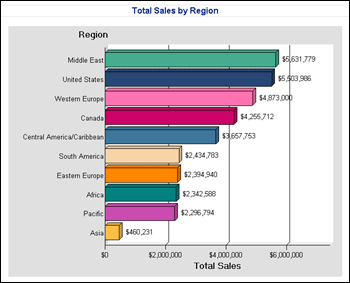 Total Sales by Region
Region
Middle East $5,631,779
United States $5,503,986
Western Europe $4,873,000
Canada $4,255,712
Central America/Caribbean $3,657,753
South America $2,434,783
Eastern Europe $2,394,940
Africa $2,342,588
Pacific $2,296,794
Asia $460,231
$0 $2,000,000 $4,000,000 $6,000,000
Total Sales